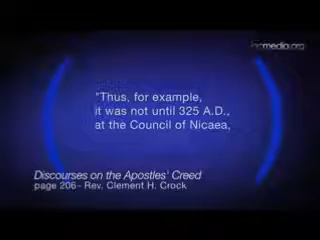 "Thus, for example,
it was not until 325 A.D.,
at the Council of Nicaea,
Discourses on the Apostles' Creed
page 206- Rev. Clement H. Crock